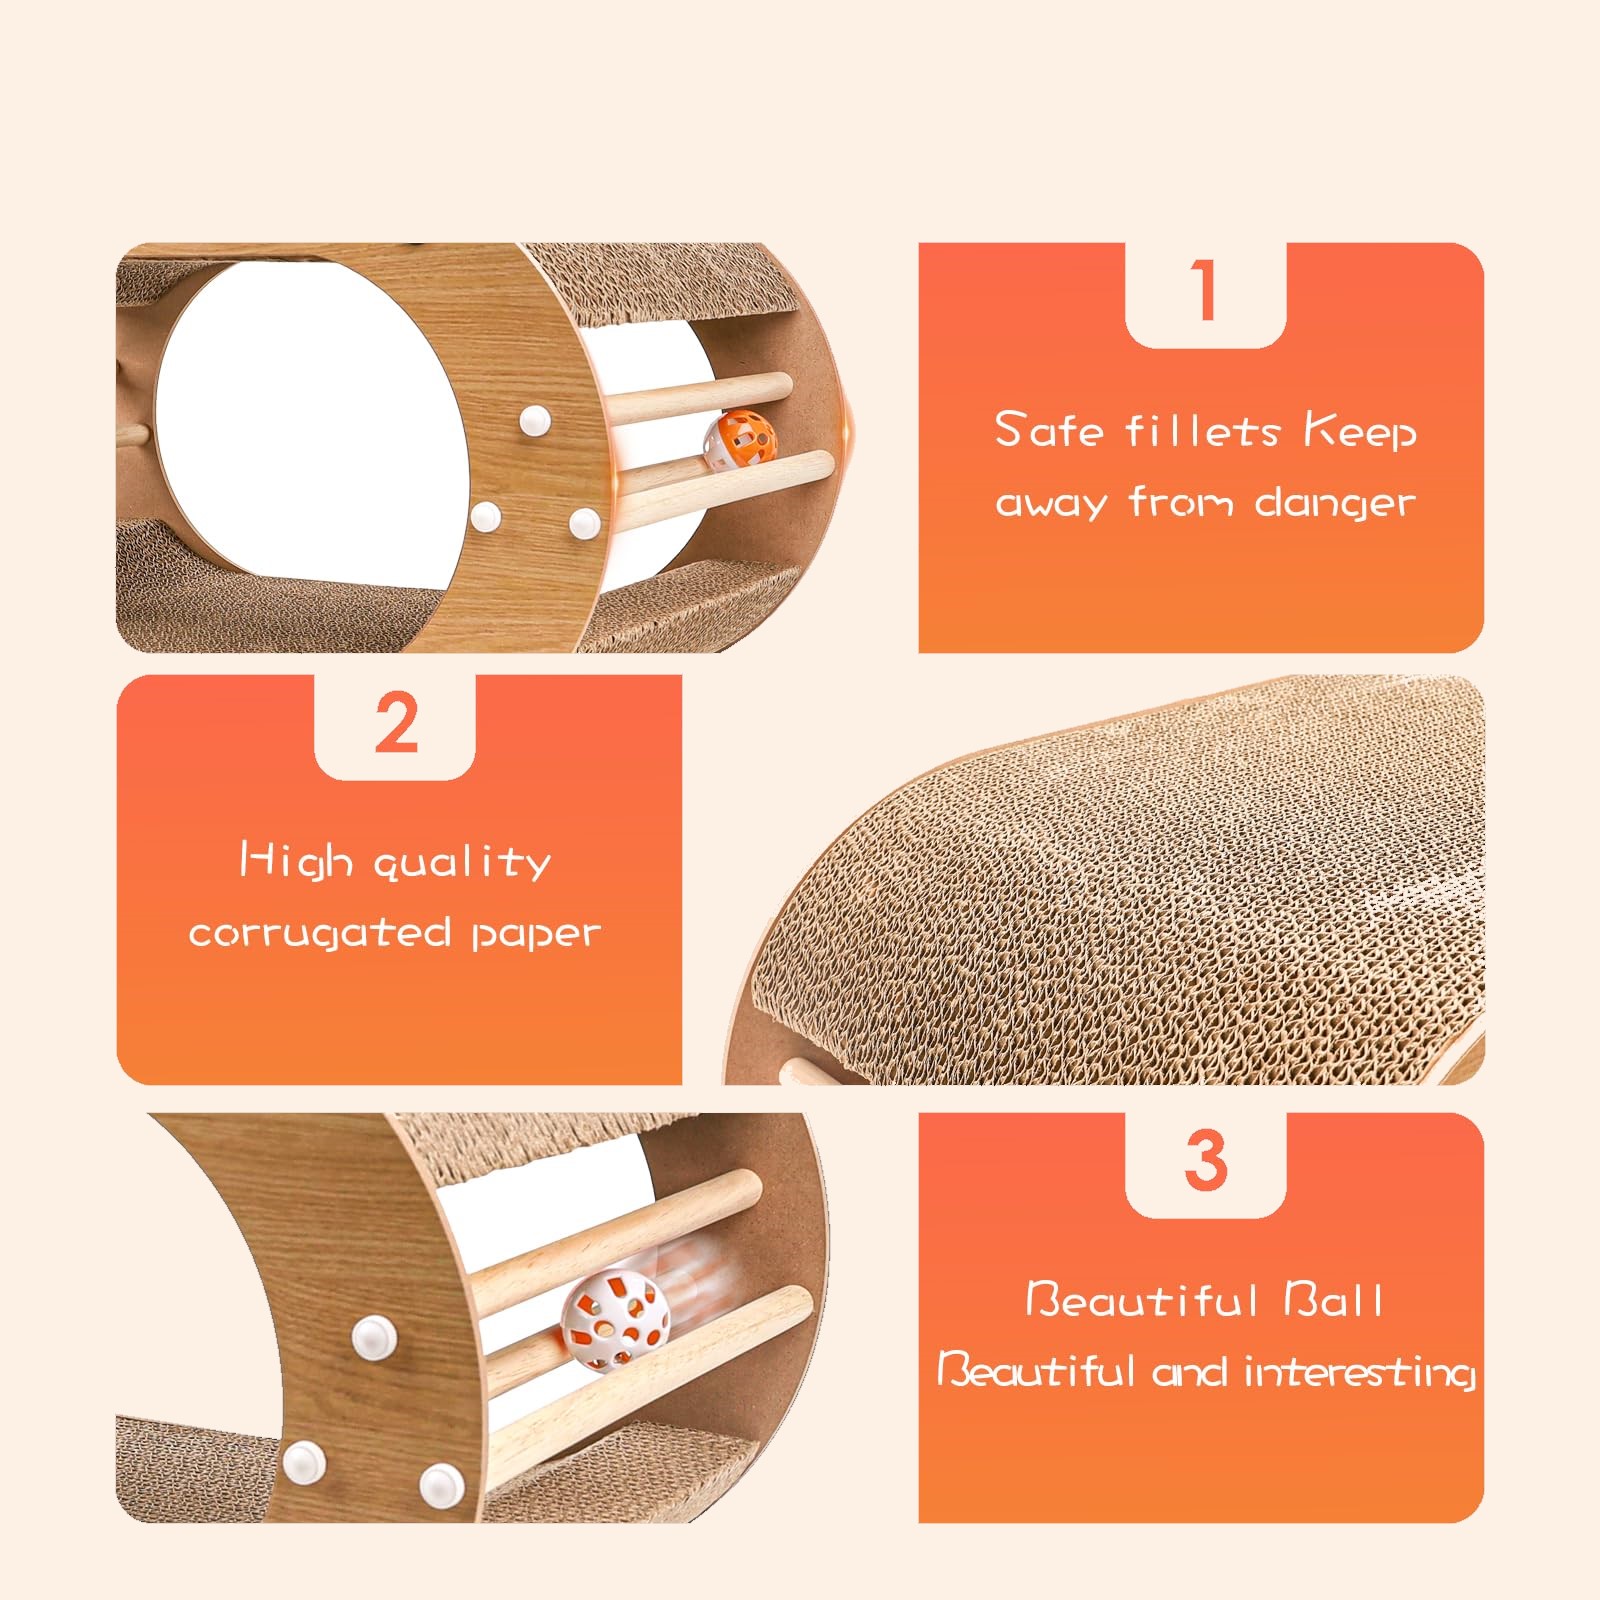 1
Safe fillets Keep
away from danger
2
High quality
corrugated paper
3
Beautiful Ball
Beautiful and interesting